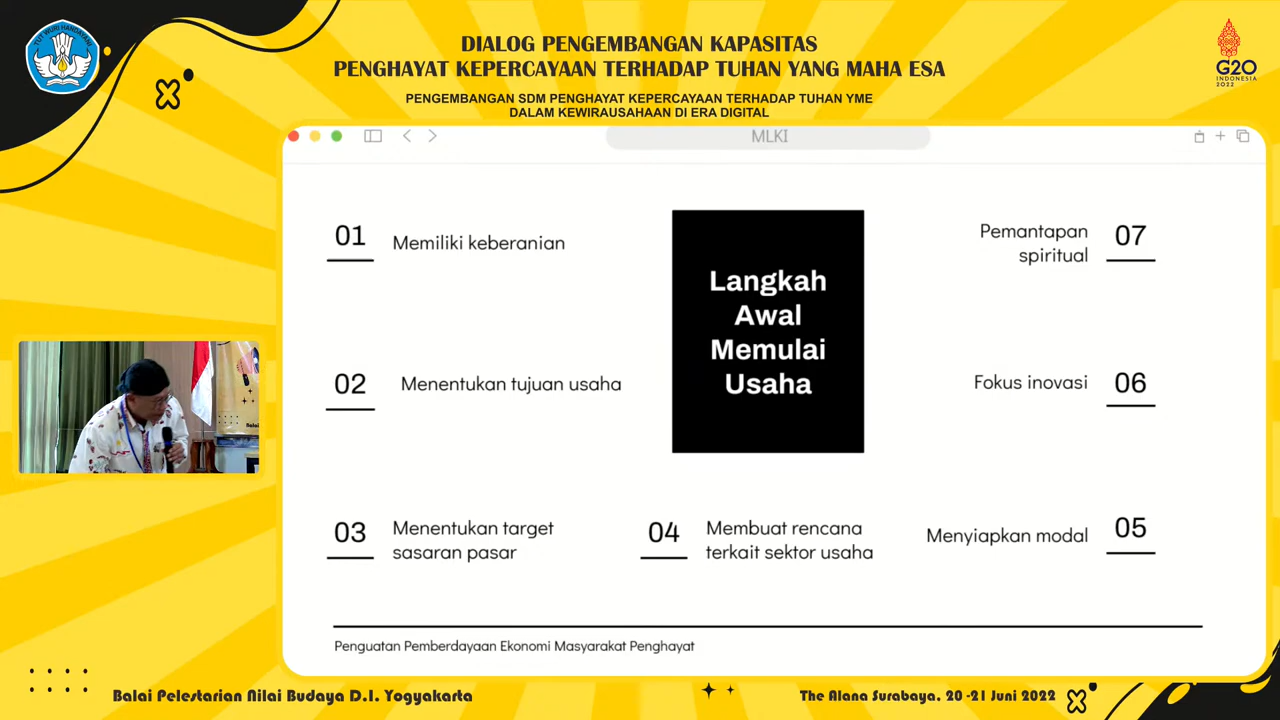 TUT WURI HANDAYANI
DIALOG PENGEMBANGAN KAPASITAS
PENGHAYAT KEPERCAYAAN TERHADAP TUHAN YANG MAHA ESA
PENGEMBANGAN SDM PENGHAYAT KEPERCAYAAN TERHADAP TUHAN YME
DALAM KEWIRAUSAHAAN DI ERA DIGITAL
G20
INDONESIA
2022
MLKI
01 Memiliki keberanian
02 Menentukan tujuan usaha
03 Menentukan target
sasaran pasar
04 Membuat rencana
terkait sektor usaha
Menyiapkan modal 05
Fokus inovasi 06
Pemantapan
spiritual 07
Langkah
Awal
Memulai
Usaha
Penguatan Pemberdayaan Ekonomi Masyarakat Penghayat
Balai Pelestarian Nilai Budaya D.I. Yogyakarta
The Alana Surabaya, 20 -21 Juni 2022